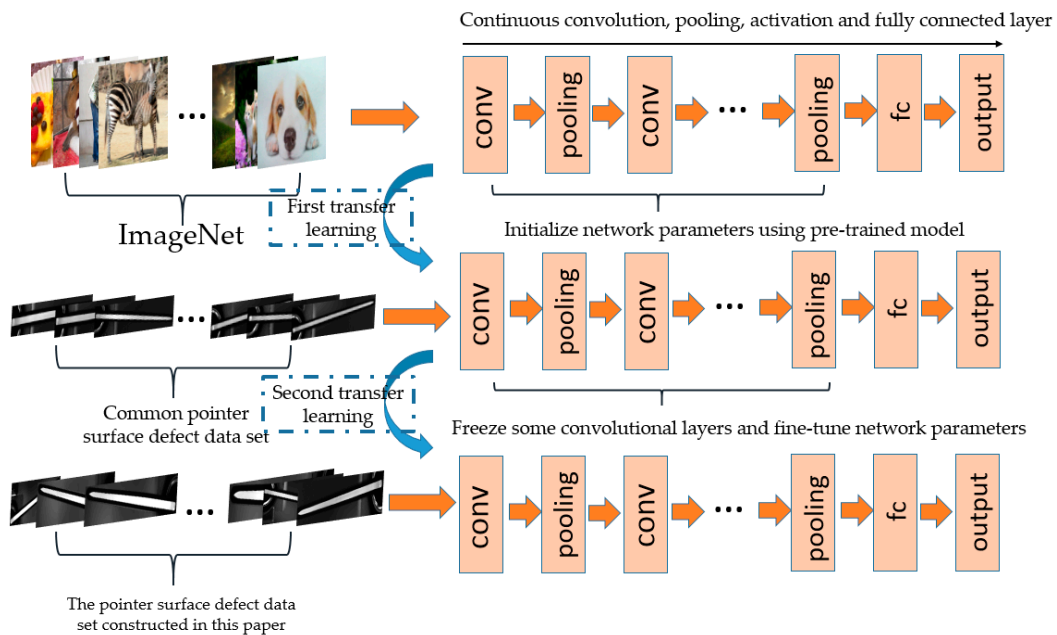 Continuous convolution, pooling, activation and fully connected layer
...
conv
pooling
conv
...
pooling
fc
output
ImageNet
First transfer
learning
Initialize network parameters using pre-trained model
...
conv
pooling
conv
...
pooling
fc
output
Common pointer
surface defect data set
Second transfer
learning
Freeze some convolutional layers and fine-tune network parameters
...
conv
pooling
conv
...
pooling
fc
output
The pointer surface defect data
set constructed in this paper